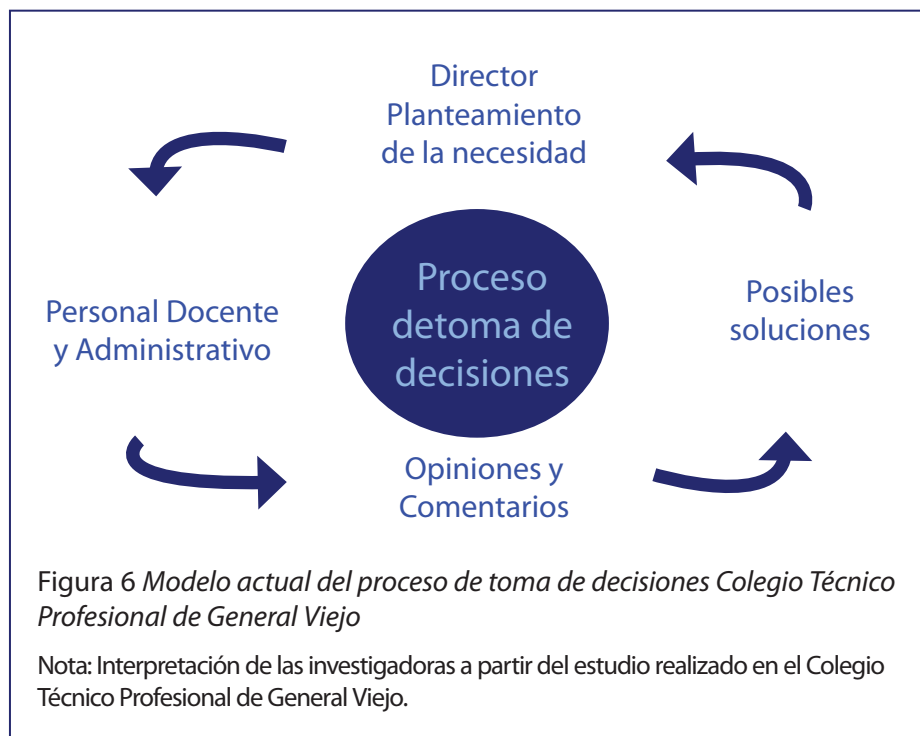 Director
Planteamiento
de la necesidad
Personal Docente
y Administrativo
Proceso
detoma de
decisiones
Posibles
soluciones
Opiniones y
Comentarios
Figura 6 Modelo actual del proceso de toma de decisiones Colegio Técnico
Profesional de General Viejo
Nota: Interpretación de las investigadoras a partir del estudio realizado en el Colegio
Técnico Profesional de General Viejo.